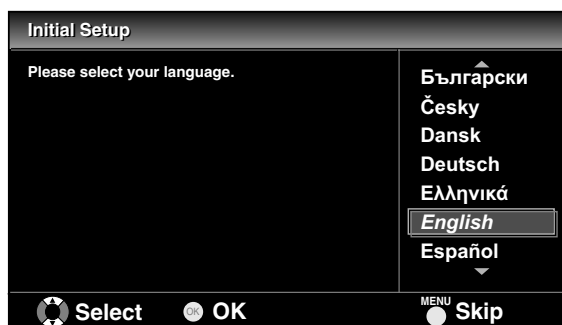 Initial Setup
Please select your language.
Български
Česky
Dansk
Deutsch
Ελληνικά
English
Español
Select OK OK MENU Skip